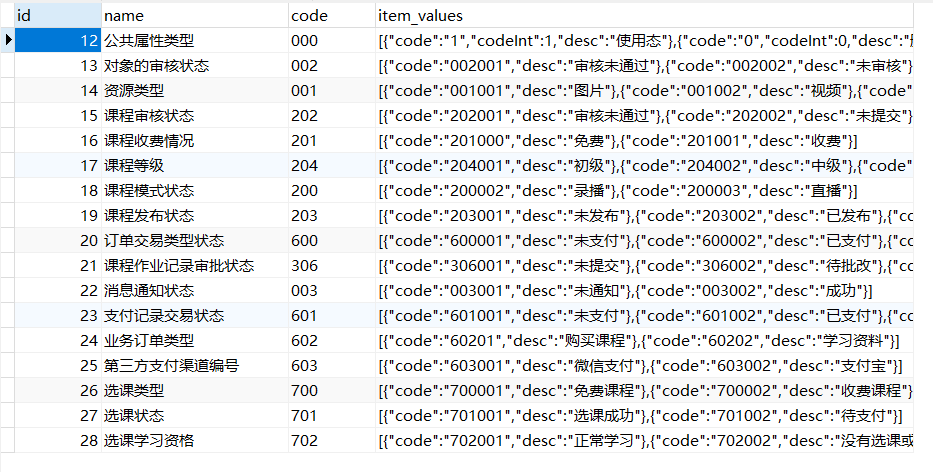 id name code item_values
12 公共属性类型 000 [{"code":"1","codeInt":1,"desc":"使用态"},{"code":"0","codeInt":0,"desc":"
13 对象的审核状态 002 [{"code":"002001","desc":"审核未通过"},{"code":"002002","desc":"未审核"}
14 资源类型 001 [{"code":"001001","desc":"图片"},{"code":"001002","desc":"视频"},{"code"
15 课程审核状态 202 [{"code":"202001","desc":"审核未通过"},{"code":"202002","desc":"未提交"}
16 课程收费情况 201 [{"code":"201000","desc":"免费"},{"code":"201001","desc":"收费"}]
17 课程等级 204 [{"code":"204001","desc":"初级"},{"code":"204002","desc":"中级"},{"code"
18 课程模式状态 200 [{"code":"200002","desc":"录播"},{"code":"200003","desc":"直播"}]
19 课程发布状态 203 [{"code":"203001","desc":"未发布"},{"code":"203002","desc":"已发布"},{"c
20 订单交易类型状态 600 [{"code":"600001","desc":"未支付"},{"code":"600002","desc":"已支付"},{"c
21 课程作业记录审批状态 306 [{"code":"306001","desc":"未提交"},{"code":"306002","desc":"待批改"},{"c
22 消息通知状态 003 [{"code":"003001","desc":"未通知"},{"code":"003002","desc":"成功"}]
23 支付记录交易状态 601 [{"code":"601001","desc":"未支付"},{"code":"601002","desc":"已支付"},{"c
24 业务订单类型 602 [{"code":"60201","desc":"购买课程"},{"code":"60202","desc":"学习资料"}]
25 第三方支付渠道编号 603 [{"code":"603001","desc":"微信支付"},{"code":"603002","desc":"支付宝"}]
26 选课类型 700 [{"code":"700001","desc":"免费课程"},{"code":"700002","desc":"收费课程"}
27 选课状态 701 [{"code":"701001","desc":"选课成功"},{"code":"701002","desc":"待支付"}]
28 选课学习资格 702 [{"code":"702001","desc":"正常学习"},{"code":"702002","desc":"没有选课或